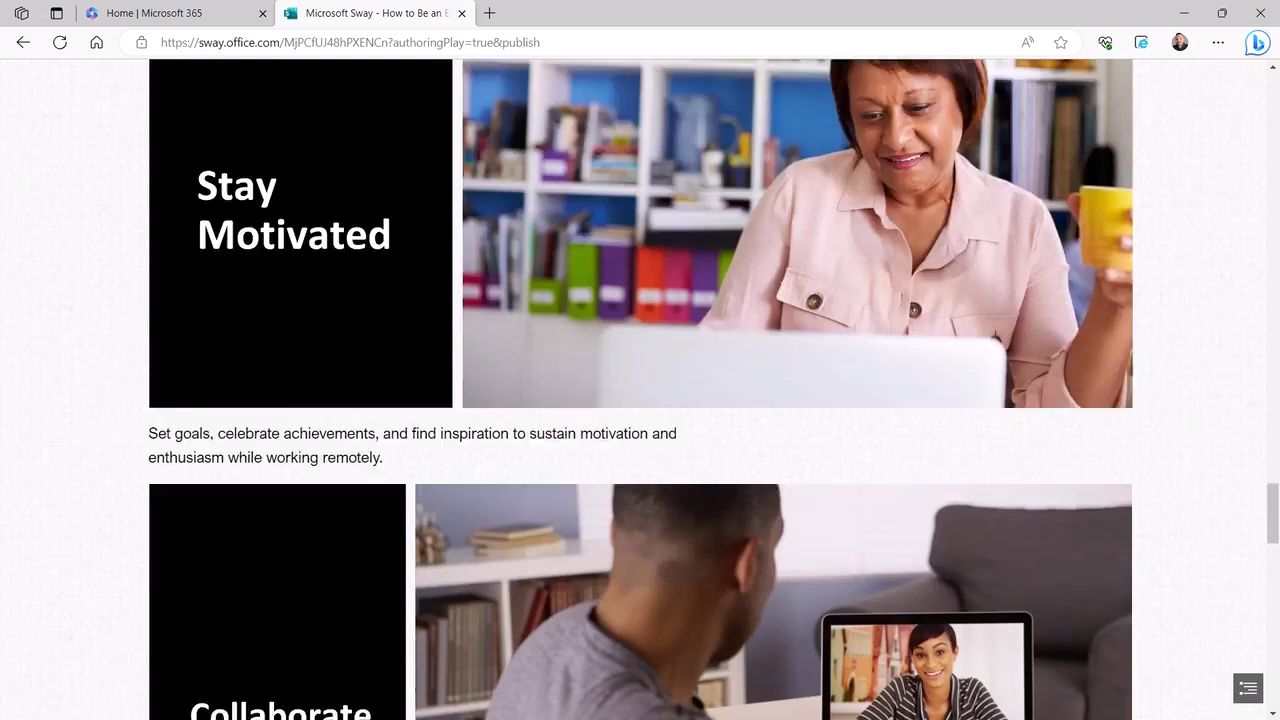 Home | Microsoft 365
Microsoft Sway - How to Be an E
https://sway.office.com/MjPCfUJ48hPXENCn?authoringPlay=true&publish
Stay
Motivated
Set goals, celebrate achievements, and find inspiration to sustain motivation and
enthusiasm while working remotely.
Collaborate